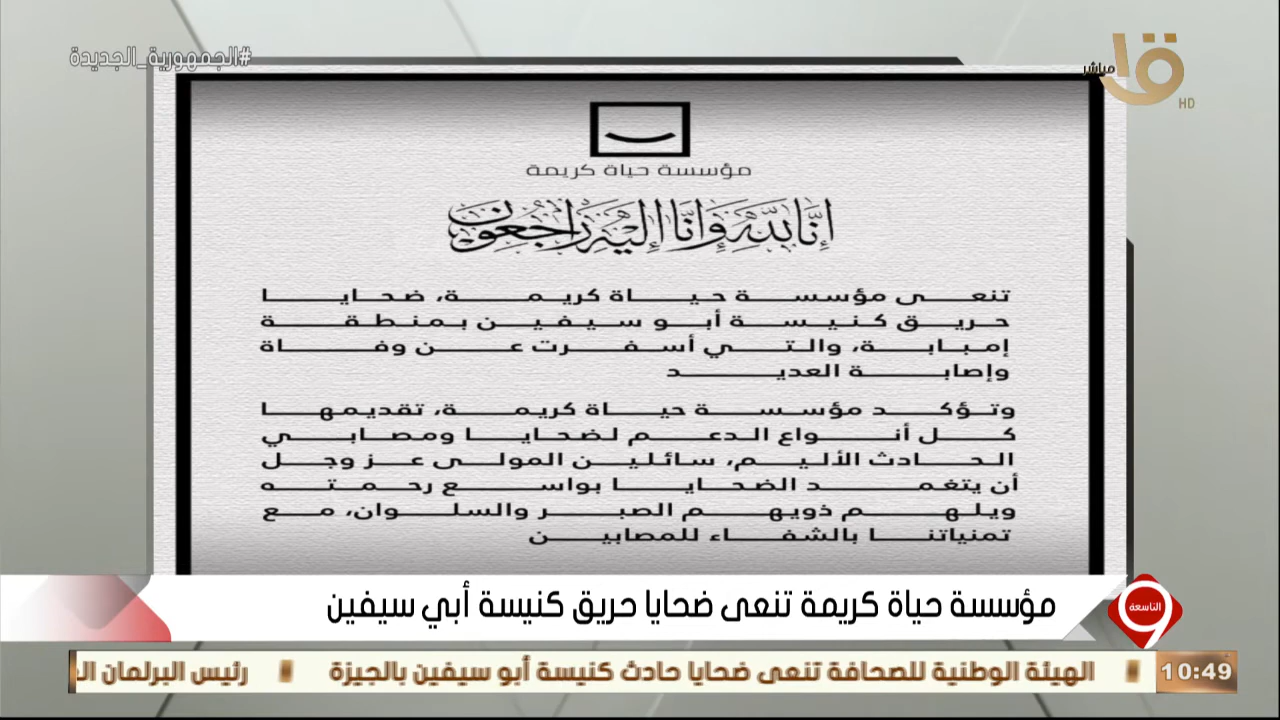 #الجمهورية_الجديدة
مباشر
HD
مؤسسة حياة كريمة
إنا لله وإنا إليه راجعون
تنعى مؤسسة حياة كريمة، ضحايا
حريق كنيسة أبو سيفين بمنطقة
إمبابة، والتي أسفرت عن وفاة
وإصابة العديد
وتؤكد مؤسسة حياة كريمة، تقديمها
كل أنواع الدعم لضحايا ومصابي
الحادث الأليم، سائلين المولى عز وجل
أن يتغمد الضحايا بواسع رحمته
ويلهم ذويهم الصبر والسلوان، مع
تمنياتنا بالشفاء للمصابين
التاسعة
مؤسسة حياة كريمة تنعى ضحايا حريق كنيسة أبي سيفين
10:49
الهيئة الوطنية للصحافة تنعى ضحايا حادث كنيسة أبو سيفين بالجيزة
رئيس البرلمان